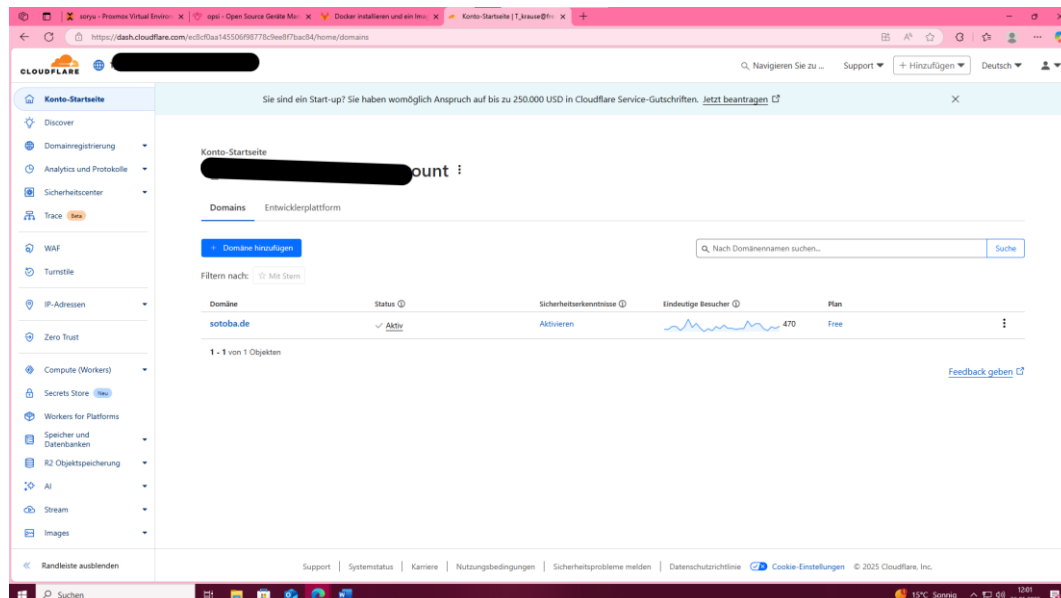 sorya - Proxmox Virtual Environ
opsi - Open Source Geräte Man
Docker installieren und ein Imag
Konto-Startseite | T_krause@fre
https://dash.cloudflare.com/ec8cf0aa145506f98778c9ee8f7bac84/home/domains
CLOUDFLARE
Navigieren Sie zu ...
Support
+ Hinzufügen
Deutsch
Konto-Startseite
Sie sind ein Start-up? Sie haben womöglich Anspruch auf bis zu 250.000 USD in Cloudflare Service-Gutschriften. Jetzt beantragen
Discover
Domainregistrierung
Analytics und Protokolle
Sicherheitscenter
Trace Beta
WAF
Turnstile
IP-Adressen
Zero Trust
Compute (Workers)
Secrets Store Neu
Workers for Platforms
Speicher und
Datenbanken
R2 Objektspeicherung
AI
Stream
Images
Randleiste ausblenden
Konto-Startseite
ount
Domains Entwicklerplattform
+ Domäne hinzufügen
Nach Domänennamen suchen...
Suche
Filtern nach: Mit Stern
Domäne Status Sicherheitserkenntnisse Eindeutige Besucher Plan
sotoba.de Aktiv Aktivieren 470 Free
1 - 1 von 1 Objekten
Feedback geben
Support | Systemstatus | Karriere | Nutzungsbedingungen | Sicherheitsprobleme melden | Datenschutzrichtlinie Cookie-Einstellungen © 2025 Cloudflare, Inc.
Suchen
15°C Sonnig
12:01